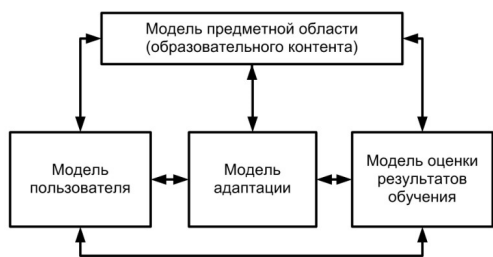 Модель предметной области
(образовательного контента)
Модель
пользователя
Модель
адаптации
Модель оценки
результатов
обучения